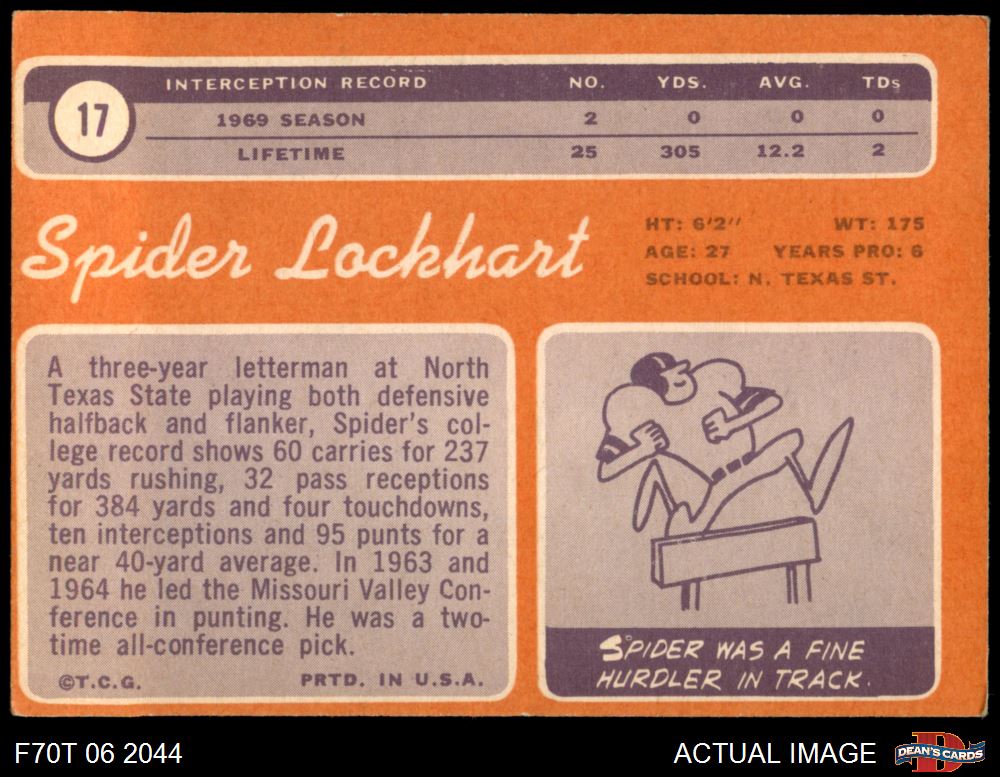 17
INTERCEPTION RECORD NO. YDS. AVG. TDs
1969 SEASON 2 0 0 0
LIFETIME 25 305 12.2 2
Spider Lockhart
HT: 6'2" WT: 175
AGE: 27 YEARS PRO: 6
SCHOOL: N. TEXAS ST.
A three-year letterman at North
Texas State playing both defensive
halfback and flanker, Spider's col-
lege record shows 60 carries for 237
yards rushing, 32 pass receptions
for 384 yards and four touchdowns,
ten interceptions and 95 punts for a
near 40-yard average. In 1963 and
1964 he led the Missouri Valley Con-
ference in punting. He was a two-
time all-conference pick.
©T.C.G. PRTD. IN U.S.A.
SPIDER WAS A FINE
HURDLER IN TRACK.
F70T 06 2044
ACTUAL IMAGE
D
DEAN'S CARDS